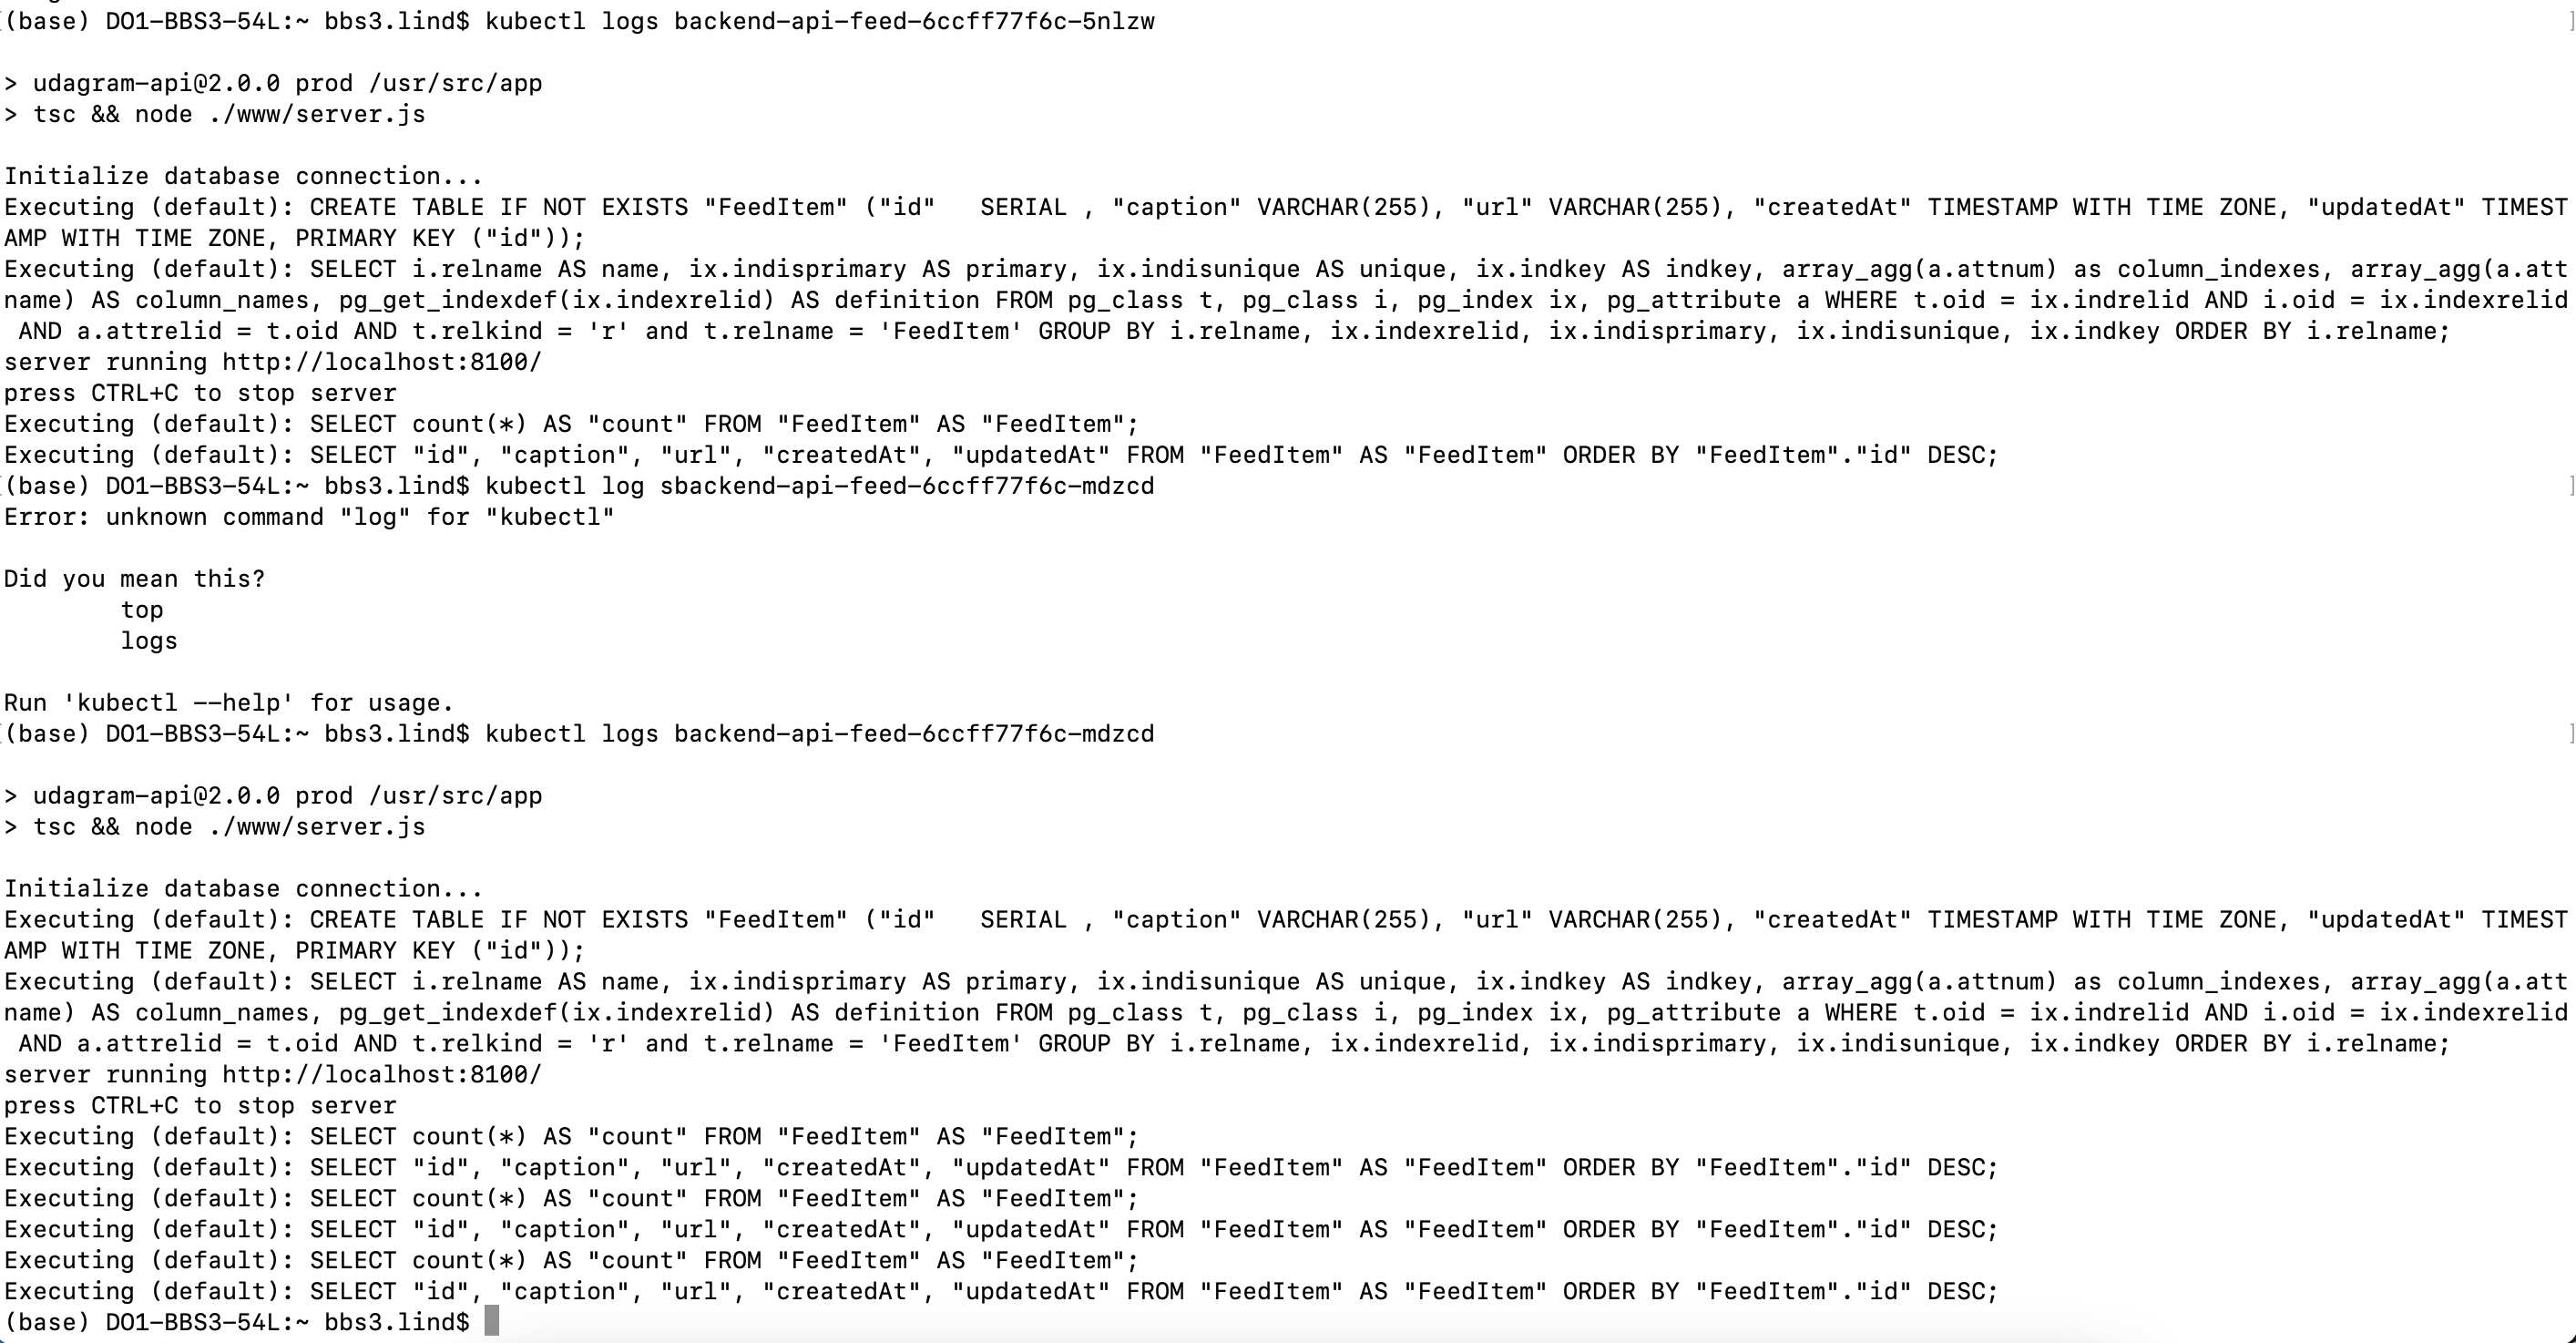 (base) DO1-BBS3-54L:~ bbs3.lind$ kubectl logs backend-api-feed-6ccff77f6c-5nlzw
> udagram-api@2.0.0 prod /usr/src/app
> tsc && node ./www/server.js
Initialize database connection...
Executing (default): CREATE TABLE IF NOT EXISTS "FeedItem" ("id"   SERIAL , "caption" VARCHAR(255), "url" VARCHAR(255), "createdAt" TIMESTAMP WITH TIME ZONE, "updatedAt" TIMEST
AMP WITH TIME ZONE, PRIMARY KEY ("id"));
Executing (default): SELECT i.relname AS name, ix.indisprimary AS primary, ix.indisunique AS unique, ix.indkey AS indkey, array_agg(a.attnum) as column_indexes, array_agg(a.att
name) AS column_names, pg_get_indexdef(ix.indexrelid) AS definition FROM pg_class t, pg_class i, pg_index ix, pg_attribute a WHERE t.oid = ix.indrelid AND i.oid = ix.indexrelid
 AND a.attrelid = t.oid AND t.relkind = 'r' and t.relname = 'FeedItem' GROUP BY i.relname, ix.indexrelid, ix.indisprimary, ix.indisunique, ix.indkey ORDER BY i.relname;
server running http://localhost:8100/
press CTRL+C to stop server
Executing (default): SELECT count(*) AS "count" FROM "FeedItem" AS "FeedItem";
Executing (default): SELECT "id", "caption", "url", "createdAt", "updatedAt" FROM "FeedItem" AS "FeedItem" ORDER BY "FeedItem"."id" DESC;
(base) DO1-BBS3-54L:~ bbs3.lind$ kubectl log sbackend-api-feed-6ccff77f6c-mdzcd
Error: unknown command "log" for "kubectl"
Did you mean this?
        top
        logs
Run 'kubectl --help' for usage.
(base) DO1-BBS3-54L:~ bbs3.lind$ kubectl logs backend-api-feed-6ccff77f6c-mdzcd
> udagram-api@2.0.0 prod /usr/src/app
> tsc && node ./www/server.js
Initialize database connection...
Executing (default): CREATE TABLE IF NOT EXISTS "FeedItem" ("id"   SERIAL , "caption" VARCHAR(255), "url" VARCHAR(255), "createdAt" TIMESTAMP WITH TIME ZONE, "updatedAt" TIMEST
AMP WITH TIME ZONE, PRIMARY KEY ("id"));
Executing (default): SELECT i.relname AS name, ix.indisprimary AS primary, ix.indisunique AS unique, ix.indkey AS indkey, array_agg(a.attnum) as column_indexes, array_agg(a.att
name) AS column_names, pg_get_indexdef(ix.indexrelid) AS definition FROM pg_class t, pg_class i, pg_index ix, pg_attribute a WHERE t.oid = ix.indrelid AND i.oid = ix.indexrelid
 AND a.attrelid = t.oid AND t.relkind = 'r' and t.relname = 'FeedItem' GROUP BY i.relname, ix.indexrelid, ix.indisprimary, ix.indisunique, ix.indkey ORDER BY i.relname;
server running http://localhost:8100/
press CTRL+C to stop server
Executing (default): SELECT count(*) AS "count" FROM "FeedItem" AS "FeedItem";
Executing (default): SELECT "id", "caption", "url", "createdAt", "updatedAt" FROM "FeedItem" AS "FeedItem" ORDER BY "FeedItem"."id" DESC;
Executing (default): SELECT count(*) AS "count" FROM "FeedItem" AS "FeedItem";
Executing (default): SELECT "id", "caption", "url", "createdAt", "updatedAt" FROM "FeedItem" AS "FeedItem" ORDER BY "FeedItem"."id" DESC;
Executing (default): SELECT count(*) AS "count" FROM "FeedItem" AS "FeedItem";
Executing (default): SELECT "id", "caption", "url", "createdAt", "updatedAt" FROM "FeedItem" AS "FeedItem" ORDER BY "FeedItem"."id" DESC;
(base) DO1-BBS3-54L:~ bbs3.lind$